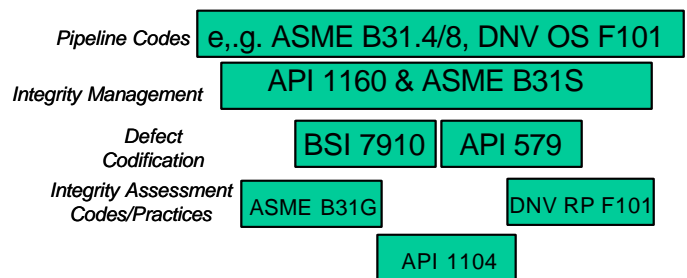 Pipeline Codes e,.g. ASME B31.4/8, DNV OS F101
Integrity Management API 1160 & ASME B31S
Defect
Codification
BSI 7910 API 579
Integrity Assessment
Codes/Practices
ASME B31G DNV RP F101
API 1104